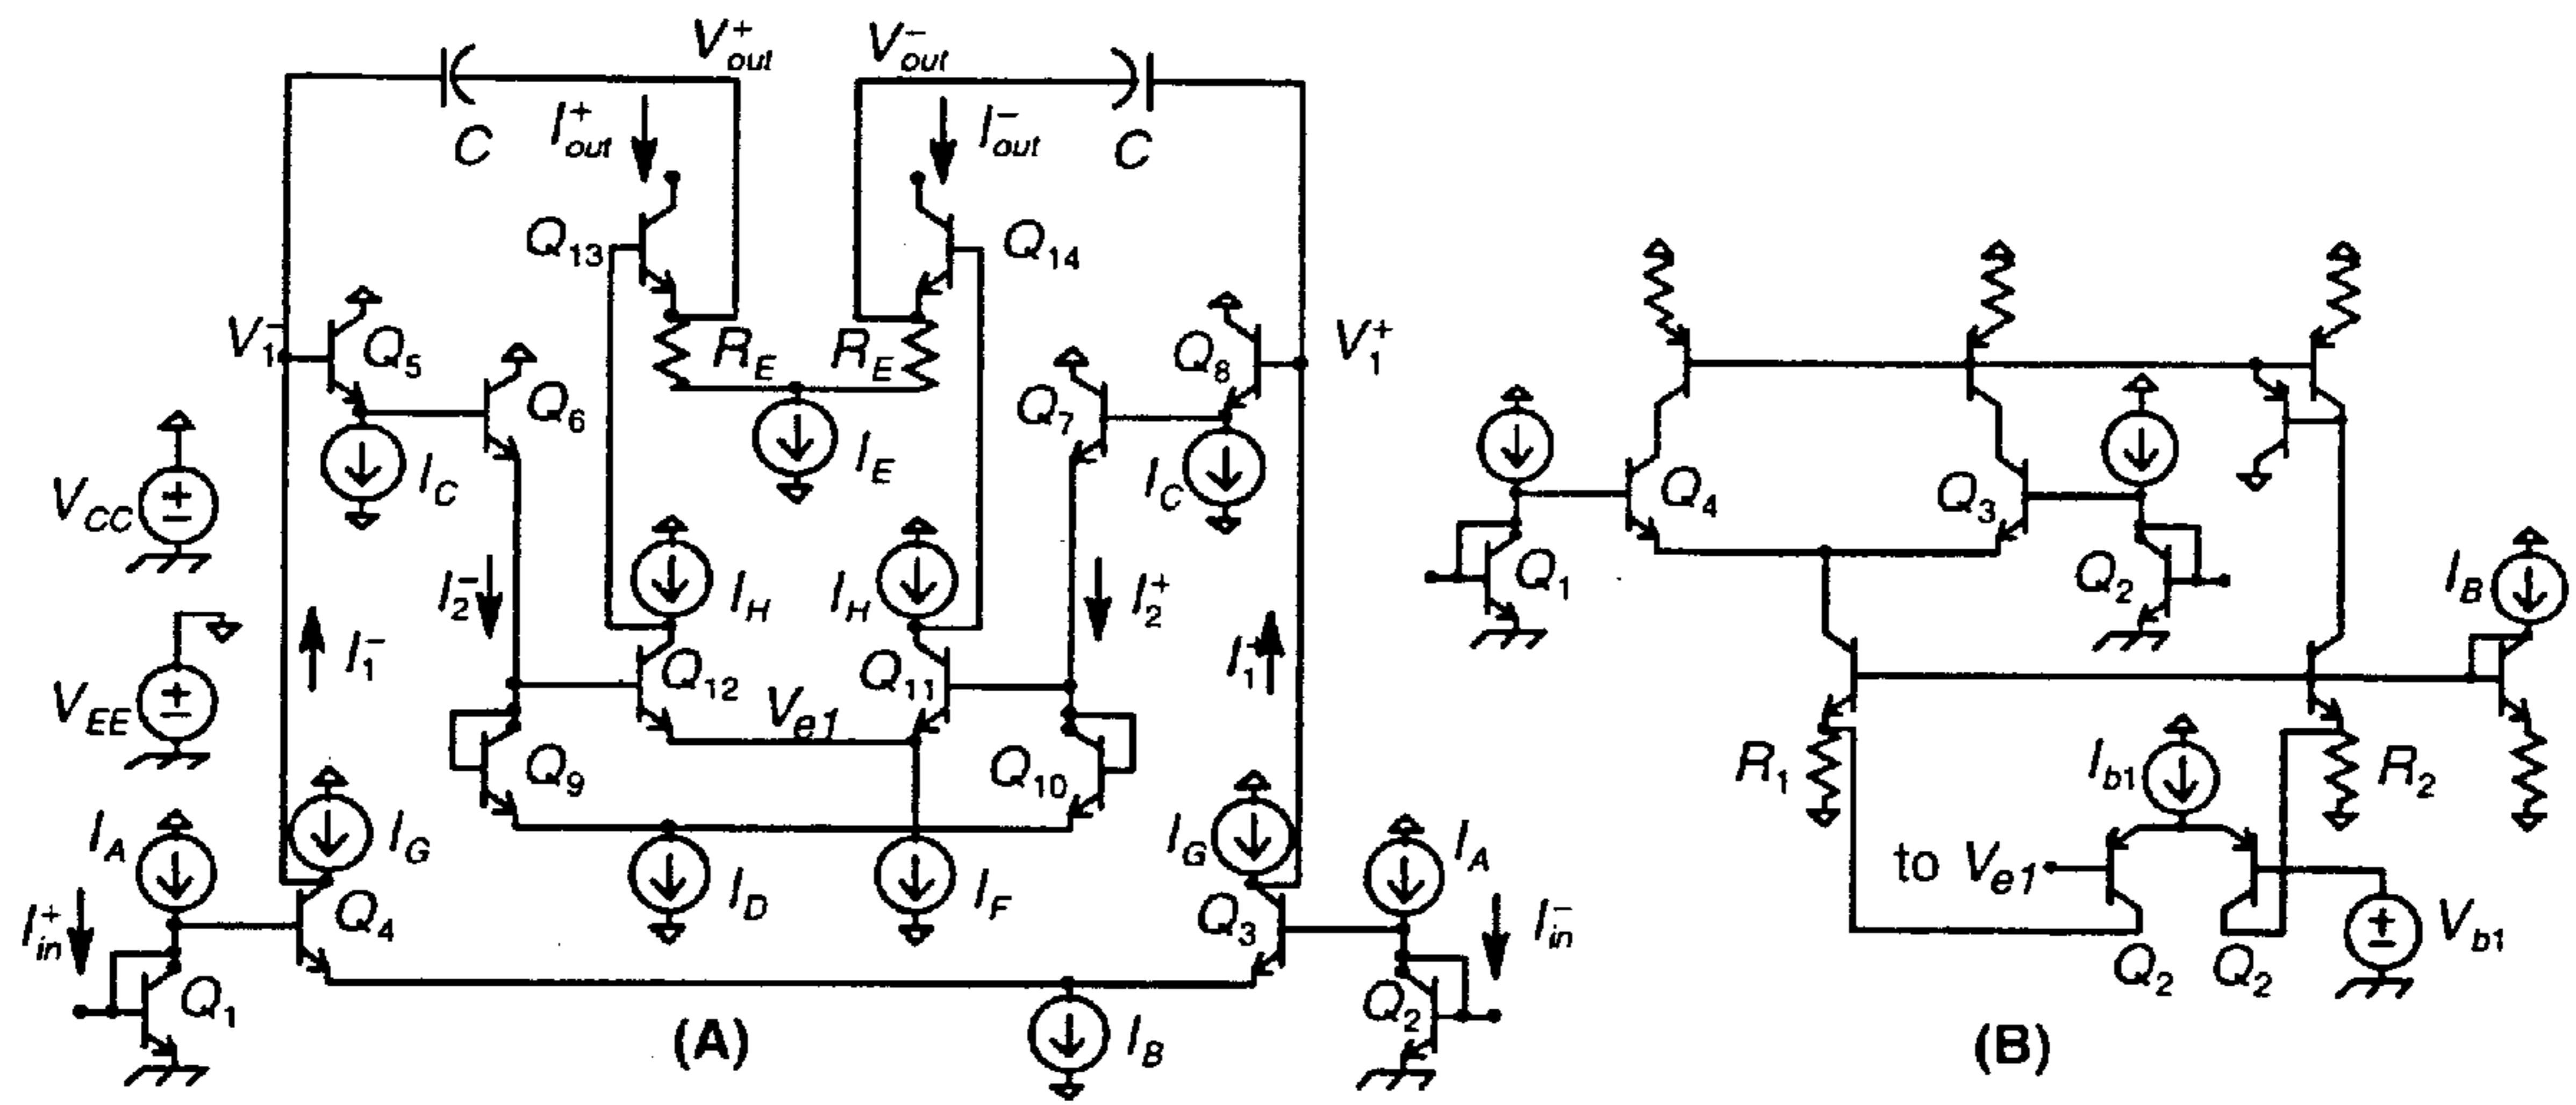 V⁺out V⁻out
C I⁺out I⁻out C
Q13 Q14
V⁻1 Q5 RE RE Q8 V⁺1
Q6 Q7
IC IE IC
VCC
I⁻2 IH IH I⁺2
I⁻1 Q12 Q11 I⁺1
VEE Ve1
Q9 Q10
IA IG ID IF IG IA
I⁺in Q4 Q3 I⁻in
Q1 Q2
IB
(A)
Q4 Q3
Q1 Q2 IB
R1 Ib1 R2
to Ve1
Vb1
Q2 Q2
(B)